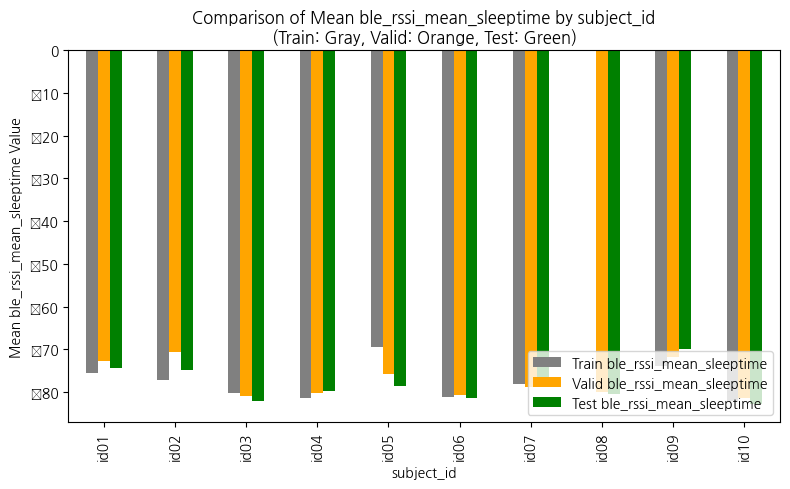 Comparison of Mean ble_rssi_mean_sleeptime by subject_id
(Train: Gray, Valid: Orange, Test: Green)
Mean ble_rssi_mean_sleeptime Value
0
▯10
▯20
▯30
▯40
▯50
▯60
▯70
▯80
Train ble_rssi_mean_sleeptime
Valid ble_rssi_mean_sleeptime
Test ble_rssi_mean_sleeptime
id01 id02 id03 id04 id05 id06 id07 id08 id09 id10
subject_id